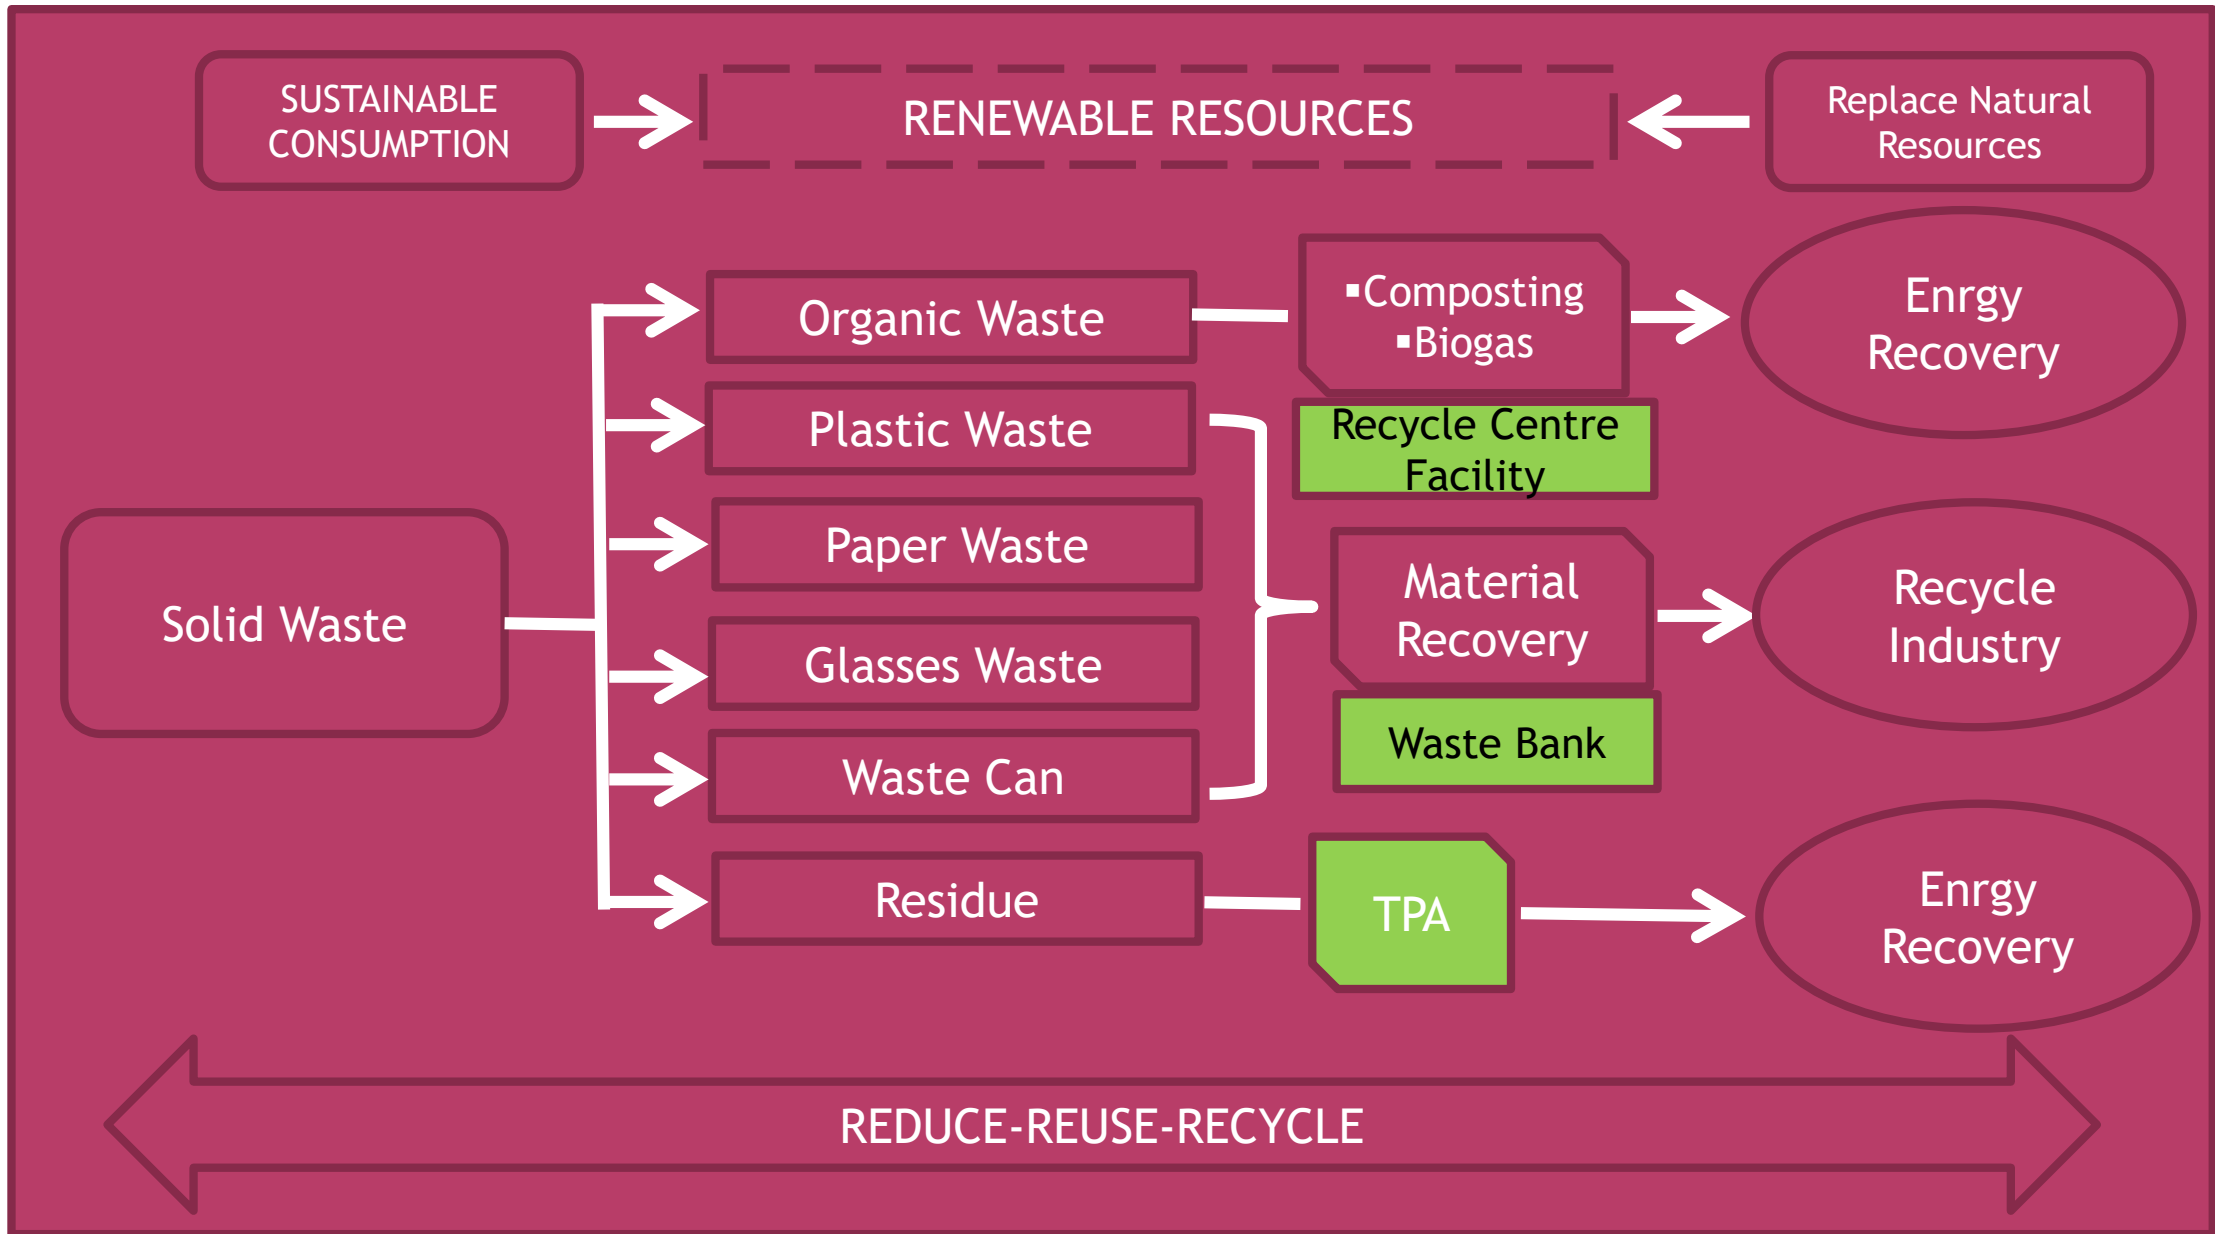 SUSTAINABLE
CONSUMPTION
RENEWABLE RESOURCES
Replace Natural
Resources
Solid Waste
Organic Waste
Plastic Waste
Paper Waste
Glasses Waste
Waste Can
Residue
▪Composting
▪Biogas
Recycle Centre
Facility
Material
Recovery
Waste Bank
TPA
Enrgy
Recovery
Recycle
Industry
Enrgy
Recovery
REDUCE-REUSE-RECYCLE